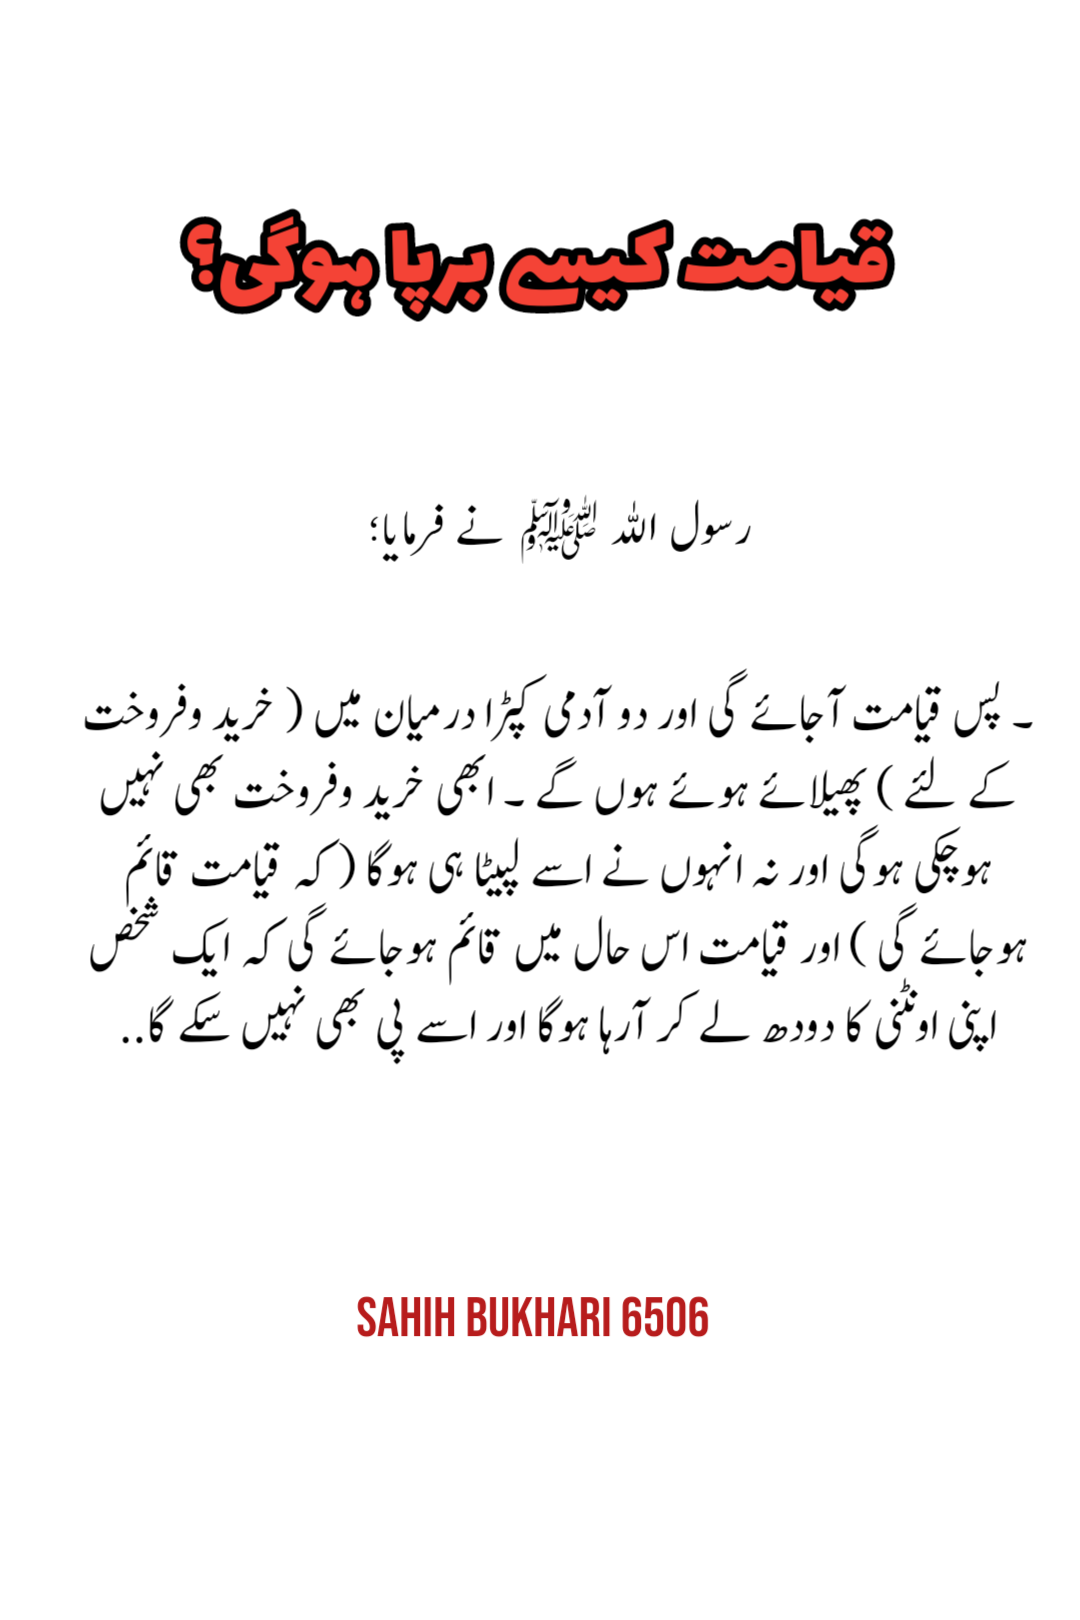 قیامت کیسے برپا ہوگی؟
رسول اللہ ﷺ نے فرمایا؛
۔ پس قیامت آجائے گی اور دو آدمی کپڑا درمیان میں ( خرید وفروخت
کے لئے ) پھیلائے ہوئے ہوں گے ۔ ابھی خرید وفروخت بھی نہیں
ہوچکی ہوگی اور نہ انہوں نے اسے لپیٹا ہی ہوگا ( کہ قیامت قائم
ہوجائے گی ) اور قیامت اس حال میں قائم ہوجائے گی کہ ایک شخص
اپنی اونٹنی کا دودھ لے کر آرہا ہوگا اور اسے پی بھی نہیں سکے گا..
SAHIH BUKHARI 6506